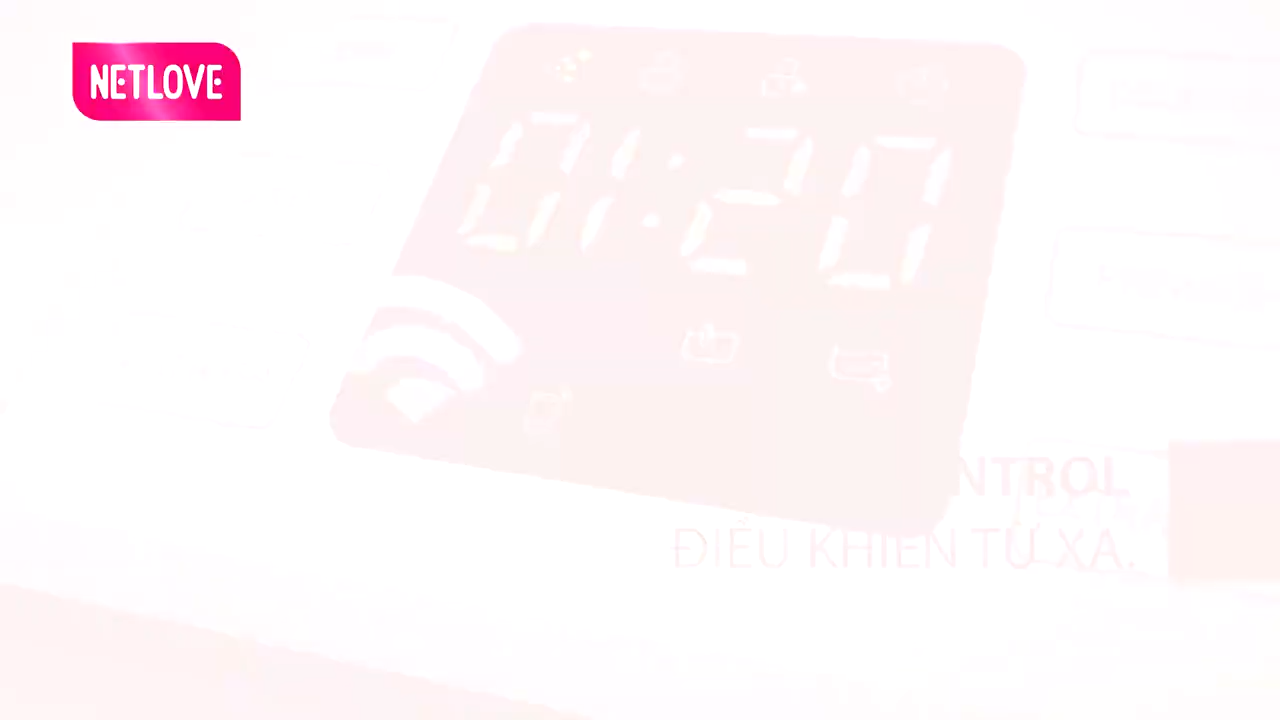 NETLOVE
01:20
NTROL
ĐIỀU KHIỂN TỪ XA.